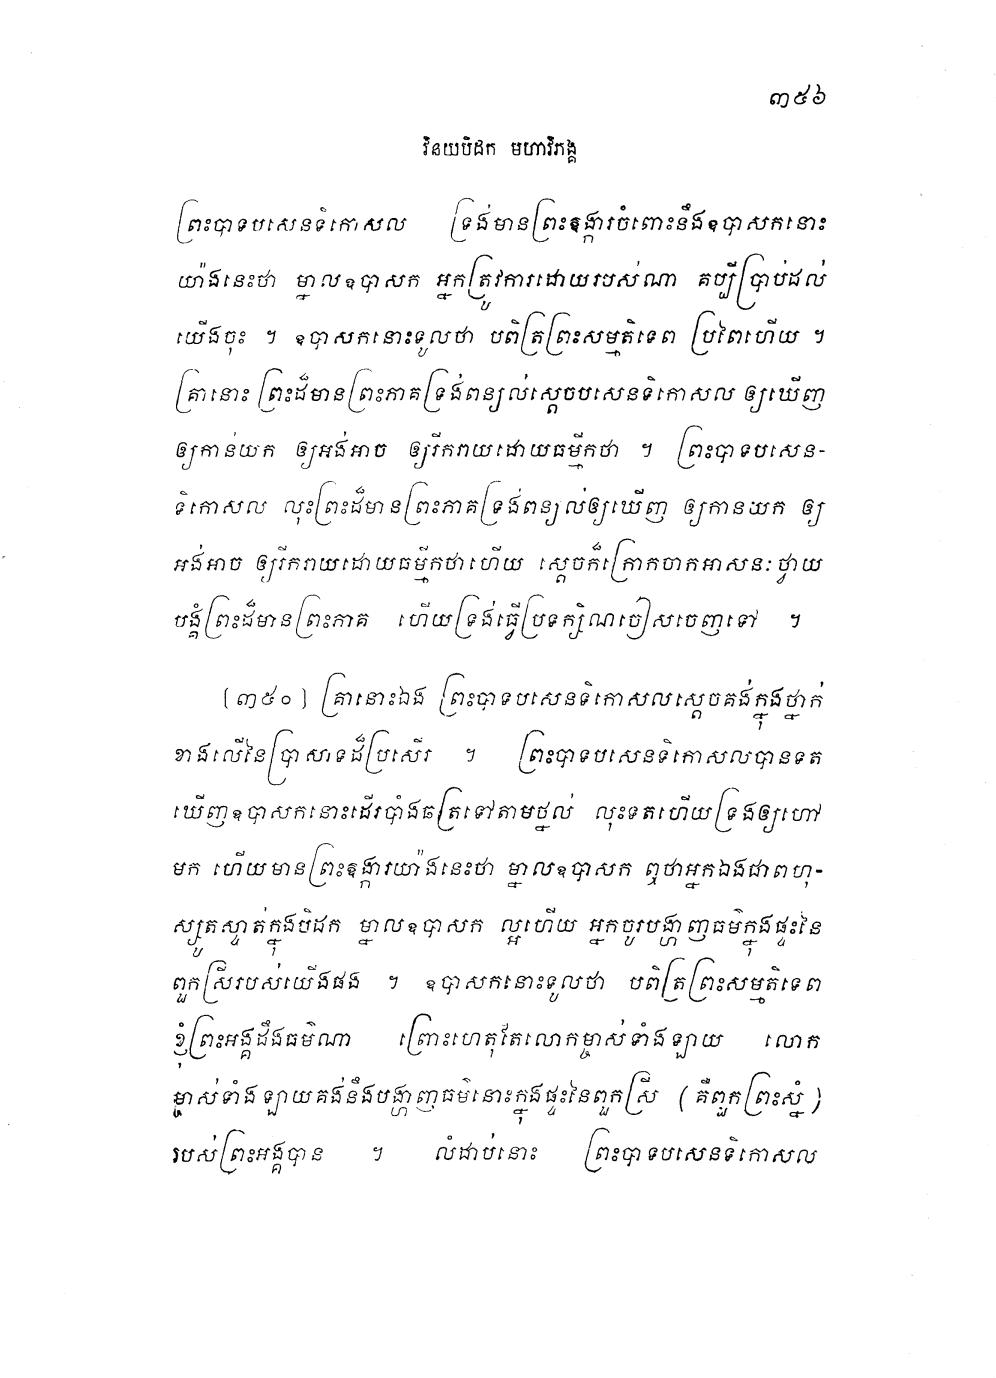 ៣៥៦
វិនយបិដក មហាវិភង្គ
ព្រះបាទបសេនទិកោសល ទ្រង់មានព្រះឧង្ការចំពោះនឹងឧបាសកនោះ
យ៉ាងនេះថា ម្នាលឧបាសក អ្នកត្រូវការដោយរបស់ណា គប្បីប្រាប់ដល់
យើងចុះ ។ ឧបាសកនោះទូលថា បពិត្រព្រះសម្មតិទេព ប្រពៃហើយ ។
គ្រានោះ ព្រះដ៏មានព្រះភាគទ្រង់ពន្យល់ស្តេចបសេនទិកោសល ឲ្យឃើញ
ឲ្យកាន់យក ឲ្យអង់អាច ឲ្យរីករាយដោយធម្មីកថា ។ ព្រះបាទបសេន-
ទិកោសល លុះព្រះដ៏មានព្រះភាគទ្រង់ពន្យល់ឲ្យឃើញ ឲ្យកានយក ឲ្យ
អង់អាច ឲ្យរីករាយដោយធម្មីកថាហើយ ស្តេចក៏ក្រោកចាកអាសនៈ ថ្វាយ
បង្គំព្រះដ៏មានព្រះភាគ ហើយទ្រង់ធ្វើប្រទក្សិណចៀសចេញទៅ ។
[៣៥០] គ្រានោះឯង ព្រះបាទបសេនទិកោសលស្តេចគង់ក្នុងថ្នាក់
ខាងលើនៃប្រាសាទដ៏ប្រសើរ ។ ព្រះបាទបសេនទិកោសលបានទត
ឃើញឧបាសកនោះដើរបាំងឆត្រទៅតាមថ្នល់ លុះទតហើយទ្រង់ឲ្យហៅ
មក ហើយមានព្រះឧង្ការយ៉ាងនេះថា ម្នាលឧបាសក ឮថាអ្នកឯងជាពហុ-
ស្សូតស្ទាត់ក្នុងបិដក ម្នាលឧបាសក ល្អហើយ អ្នកចូរបង្ហាញធម៌ក្នុងផ្ទះនៃ
ពួកស្រីរបស់យើងផង ។ ឧបាសកនោះទូលថា បពិត្រព្រះសម្មតិទេព
ខ្ញុំព្រះអង្គដឹងធម៌ណា ព្រោះហេតុតែលោកម្ចាស់ទាំងឡាយ លោក
ម្ចាស់ទាំងឡាយគង់នឹងបង្ហាញធម៌នោះក្នុងផ្ទះនៃពួកស្រី (គឺពួកព្រះស្នំ)
របស់ព្រះអង្គបាន ។ លំដាប់នោះ ព្រះបាទបសេនទិកោសល